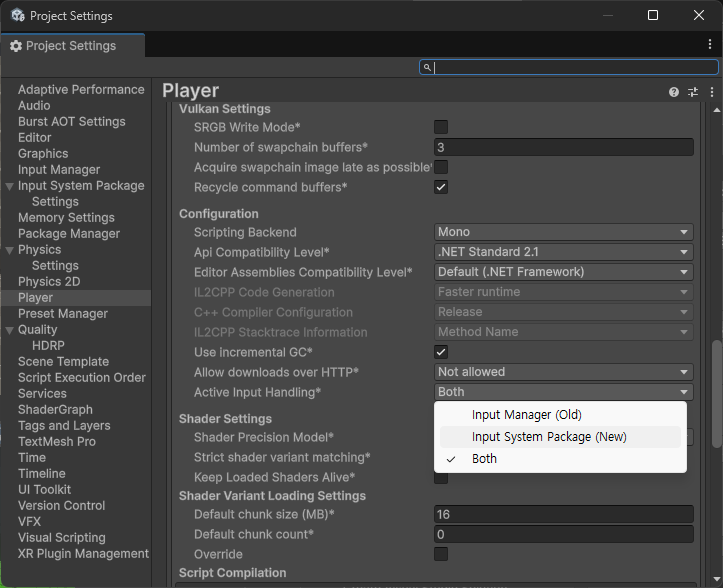 Project Settings
Project Settings
Adaptive Performance
Audio
Burst AOT Settings
Editor
Graphics
Input Manager
Input System Package
Settings
Memory Settings
Package Manager
Physics
Settings
Physics 2D
Player
Preset Manager
Quality
HDRP
Scene Template
Script Execution Order
Services
ShaderGraph
Tags and Layers
TextMesh Pro
Time
Timeline
UI Toolkit
Version Control
VFX
Visual Scripting
XR Plugin Management
Player
Vulkan Settings
SRGB Write Mode*
Number of swapchain buffers* 3
Acquire swapchain image late as possible*
Recycle command buffers*
Configuration
Scripting Backend Mono
Api Compatibility Level* .NET Standard 2.1
Editor Assemblies Compatibility Level* Default (.NET Framework)
IL2CPP Code Generation Faster runtime
C++ Compiler Configuration Release
IL2CPP Stacktrace Information Method Name
Use incremental GC*
Allow downloads over HTTP* Not allowed
Active Input Handling* Both
Input Manager (Old)
Input System Package (New)
Both
Shader Settings
Shader Precision Model*
Strict shader variant matching*
Keep Loaded Shaders Alive*
Shader Variant Loading Settings
Default chunk size (MB)* 16
Default chunk count* 0
Override
Script Compilation